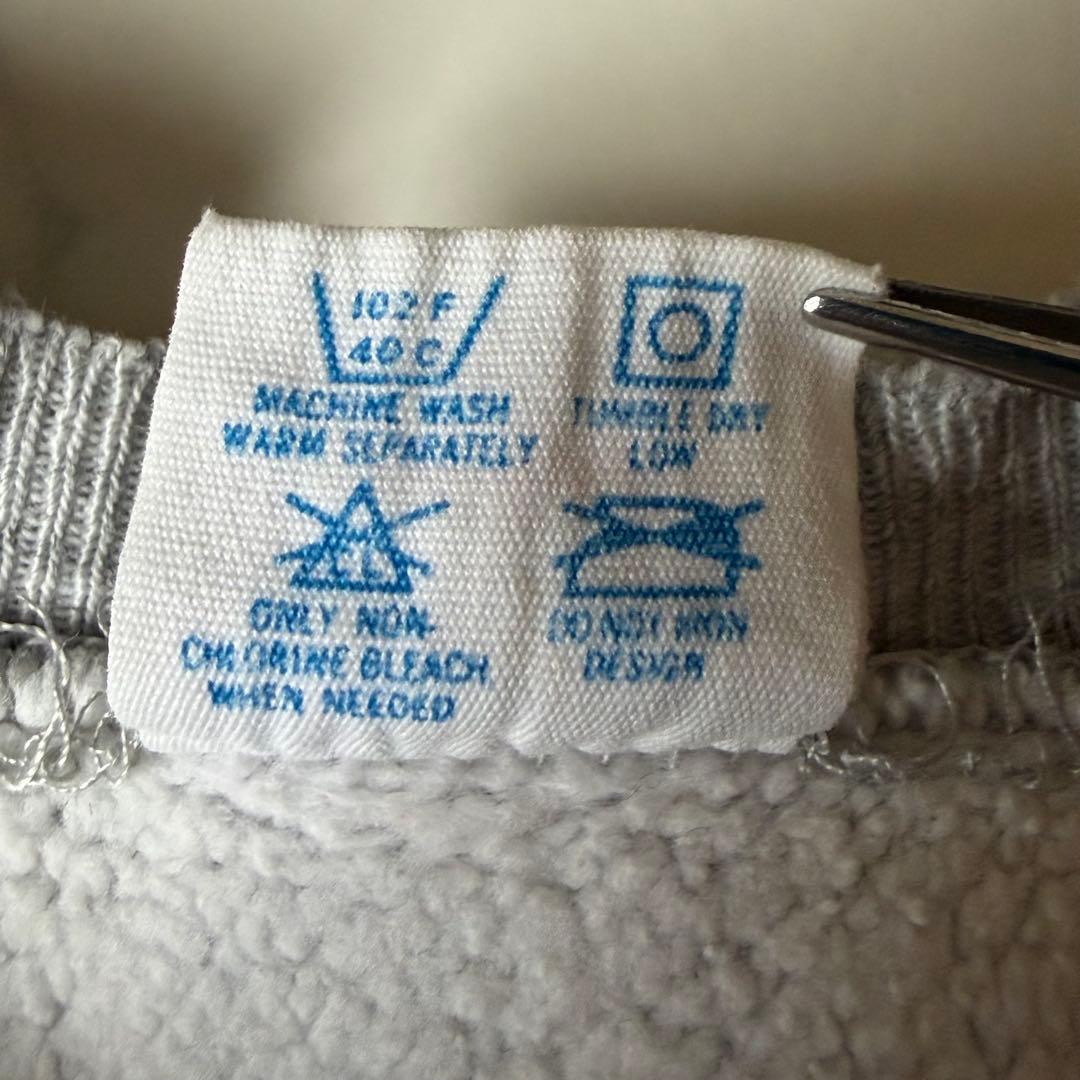 102 F
40 C
MACHINE WASH
WARM SEPARATELY
TUMBLE DRY
LOW
ONLY NON-
CHLORINE BLEACH
WHEN NEEDED
DO NOT IRON
DESIGN